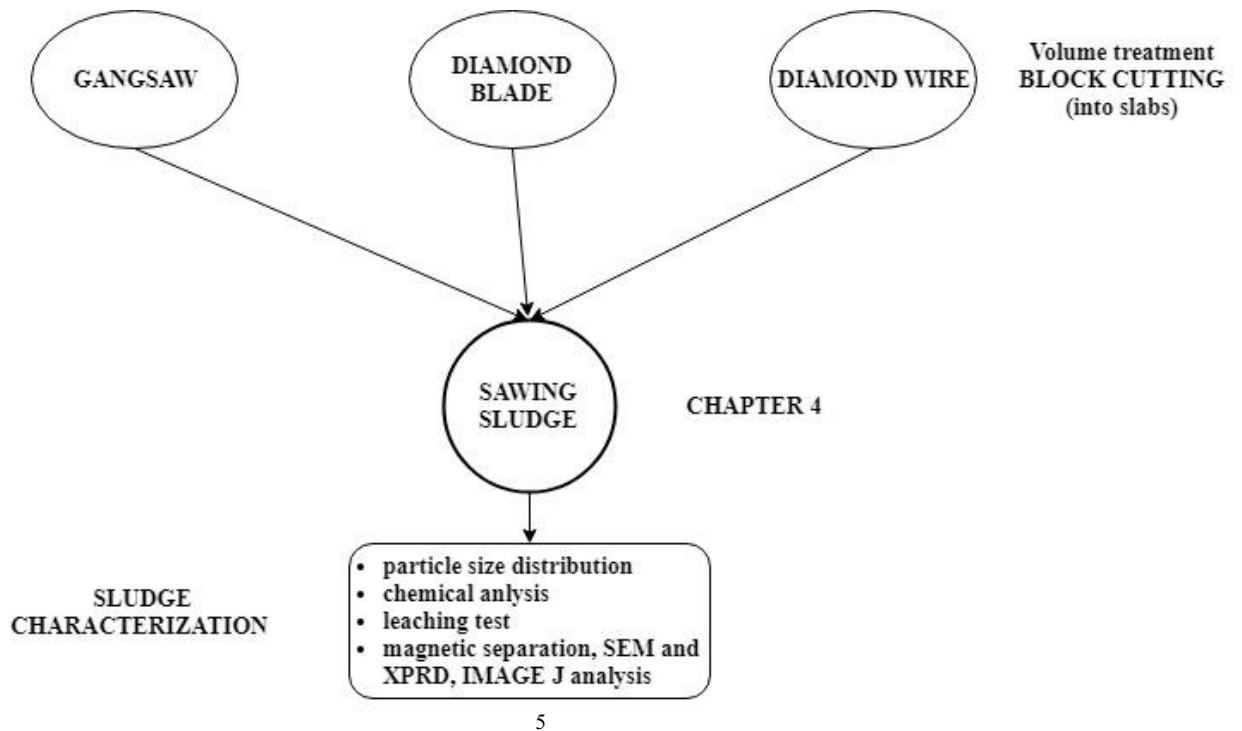 GANGSAW
DIAMOND
BLADE
DIAMOND WIRE
Volume treatment
BLOCK CUTTING
(into slabs)
SAWING
SLUDGE
CHAPTER 4
SLUDGE
CHARACTERIZATION
• particle size distribution
• chemical anlysis
• leaching test
• magnetic separation, SEM and
XPRD, IMAGE J analysis
5